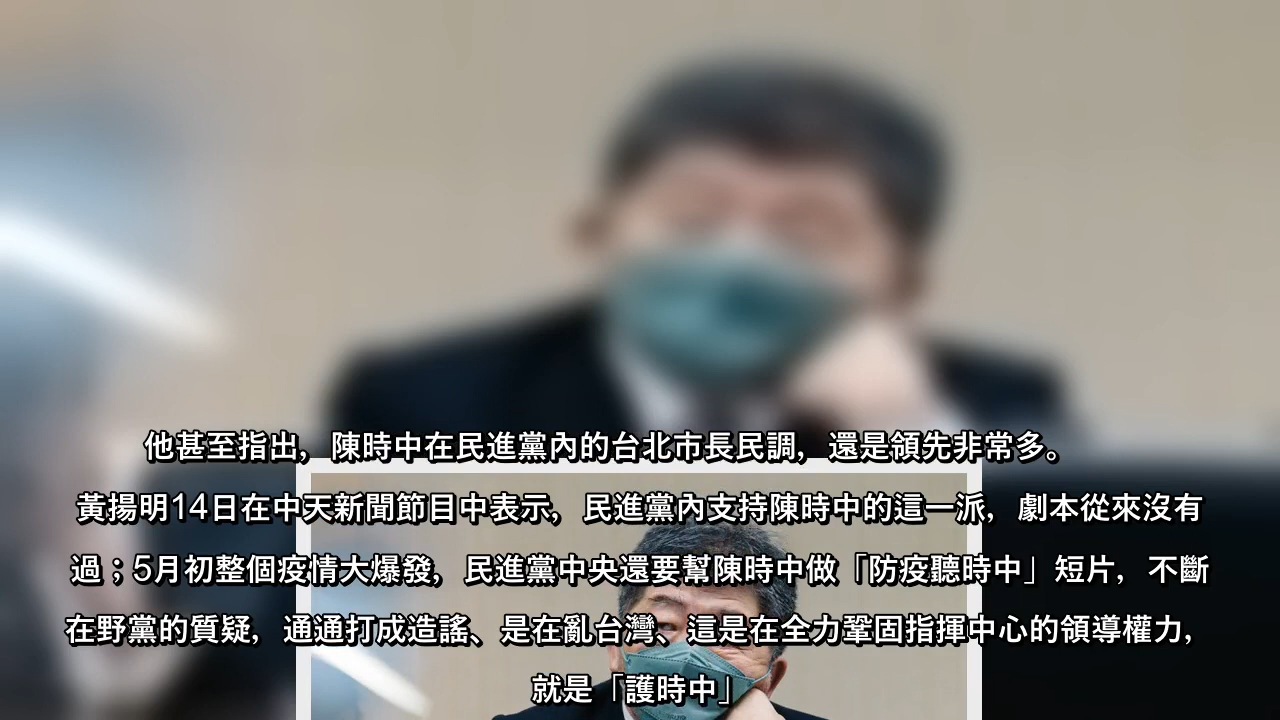 他甚至指出，陳時中在民進黨內的台北市長民調，還是領先非常多。
黃揚明14日在中天新聞節目中表示，民進黨內支持陳時中的這一派，劇本從來沒有
過；5月初整個疫情大爆發，民進黨中央還要幫陳時中做「防疫聽時中」短片，不斷
在野黨的質疑，通通打成造謠、是在亂台灣、這是在全力鞏固指揮中心的領導權力，
就是「護時中」